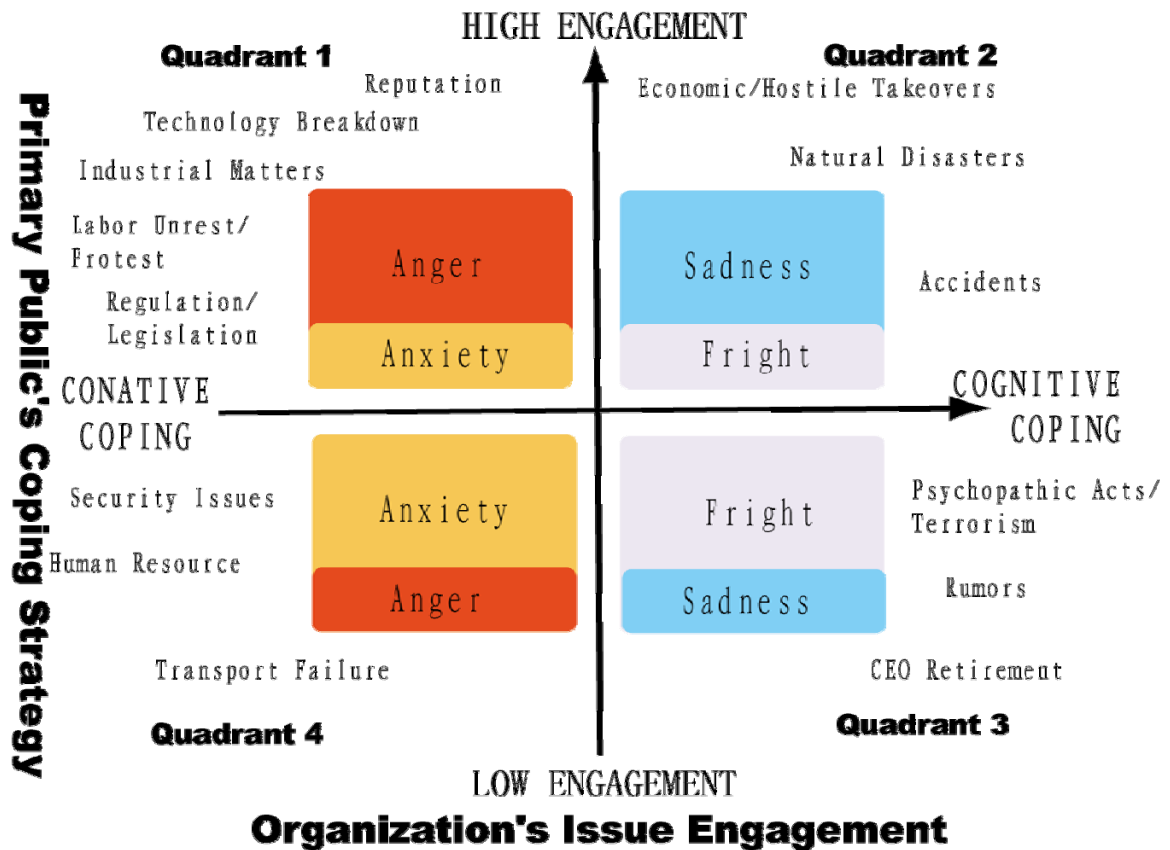 HIGH ENGAGEMENT
Quadrant 1
Quadrant 2
Reputation
Economic/Hostile Takeovers
Technology Breakdown
Natural Disasters
Industrial Matters
Labor Unrest/
Protest
Anger
Sadness
Accidents
Regulation/
Legislation
Anxiety
Fright
CONATIVE
COPING
COGNITIVE
COPING
Primary Public's Coping Strategy
Security Issues
Anxiety
Fright
Psychopathic Acts/
Terrorism
Human Resource
Anger
Sadness
Rumors
Transport Failure
CEO Retirement
Quadrant 4
Quadrant 3
LOW ENGAGEMENT
Organization's Issue Engagement